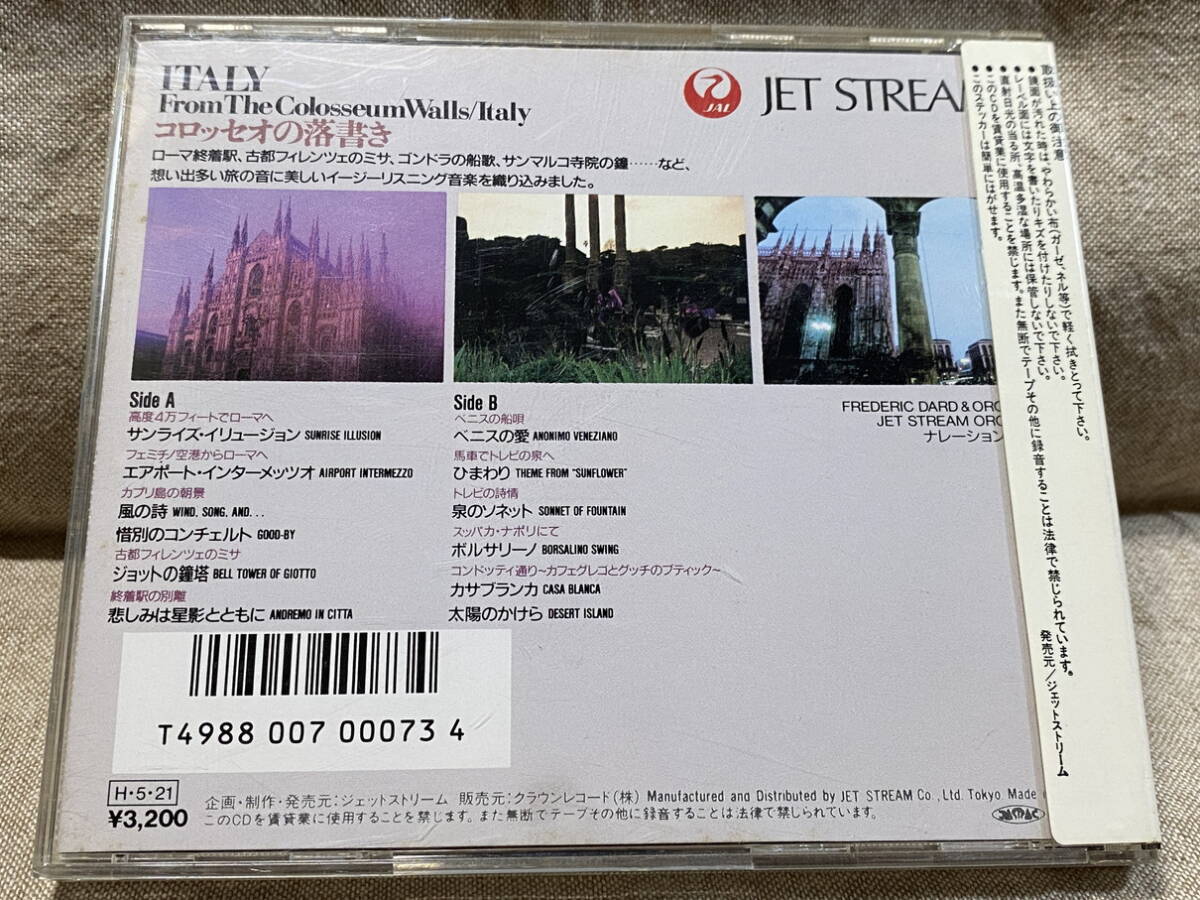 ITALY
From The Colosseum Walls/Italy
コロッセオの落書き
ローマ終着駅、古都フィレンツェのミサ、ゴンドラの船歌、サンマルコ寺院の鐘……など、
想い出多い旅の音に美しいイージーリスニング音楽を織り込みました。
JAL
JET STREAM
Side A
高度4万フィートでローマへ
サンライズ・イリュージョン SUNRISE ILLUSION
フェミチノ空港からローマへ
エアポート・インターメッツオ AIRPORT INTERMEZZO
カプリ島の朝景
風の詩 WIND, SONG, AND...
惜別のコンチェルト GOOD-BY
古都フィレンツェのミサ
ジョットの鐘塔 BELL TOWER OF GIOTTO
終着駅の別離
悲しみは星影とともに ANDREMO IN CITTA
Side B
ベニスの船唄
ベニスの愛 ANONIMO VENEZIANO
馬車でトレビの泉へ
ひまわり THEME FROM "SUNFLOWER"
トレビの詩情
泉のソネット SONNET OF FOUNTAIN
スッパカ・ナポリにて
ボルサリーノ BORSALINO SWING
コンドッティ通り～カフェグレコとグッチのブティック～
カサブランカ CASA BLANCA
太陽のかけら DESERT ISLAND
FREDERIC DARD & ORC
JET STREAM ORC
ナレーション
T4988 007 00073 4
H・5・21
¥3,200
企画・制作・発売元：ジェットストリーム 販売元：クラウンレコード(株) Manufactured and Distributed by JET STREAM Co., Ltd. Tokyo Made
このCDを賃貸業に使用することを禁じます。また無断でテープその他に録音することは法律で禁じられています。
取扱い上の御注意
●鏡面が汚れた時は、やわらかい布(ガーゼ、ネル等)で軽く拭きとって下さい。
●レーベル面には文字を書いたりキズを付けたりしないで下さい。
●直射日光の当る所、高温多湿な場所には保管しないで下さい。
●このCDを賃貸業に使用することを禁じます。また無断でテープその他に録音することは法律で禁じられています。
●このステッカーは簡単にはがせます。
発売元/ジェットストリーム